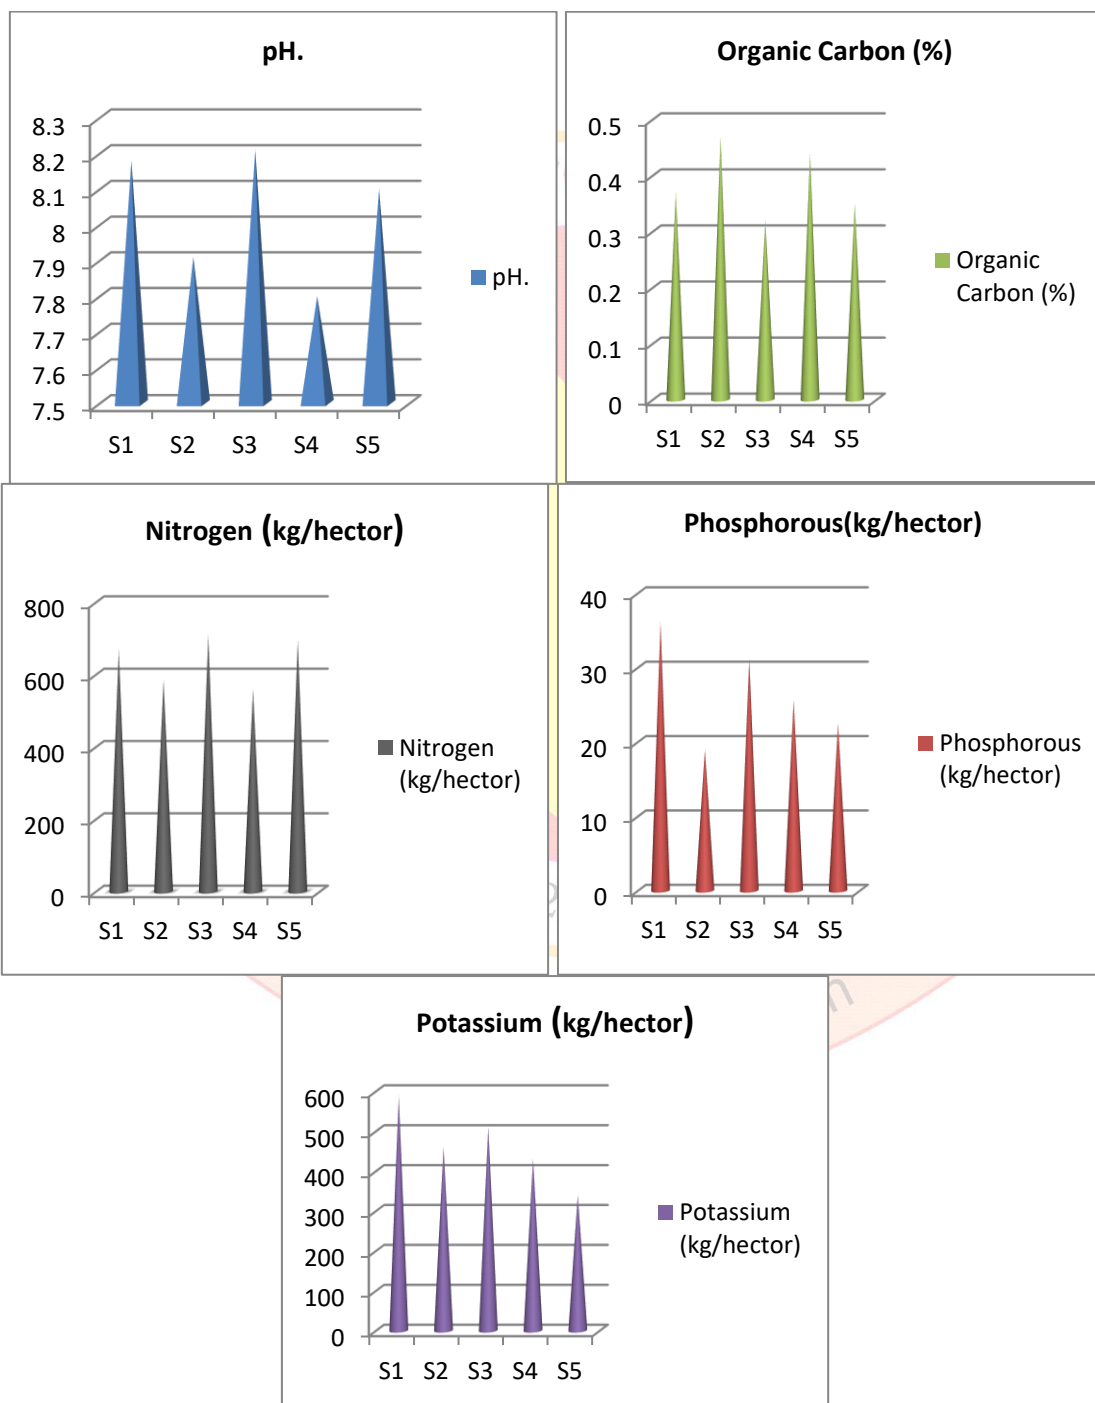 pH.
8.3
8.2
8.1
8
7.9
7.8
7.7
7.6
7.5
S1 S2 S3 S4 S5
pH.
Organic Carbon (%)
0.5
0.4
0.3
0.2
0.1
0
S1 S2 S3 S4 S5
Organic
Carbon (%)
Nitrogen (kg/hector)
800
600
400
200
0
S1 S2 S3 S4 S5
Nitrogen
(kg/hector)
Phosphorous(kg/hector)
40
30
20
10
0
S1 S2 S3 S4 S5
Phosphorous
(kg/hector)
Potassium (kg/hector)
600
500
400
300
200
100
0
S1 S2 S3 S4 S5
Potassium
(kg/hector)